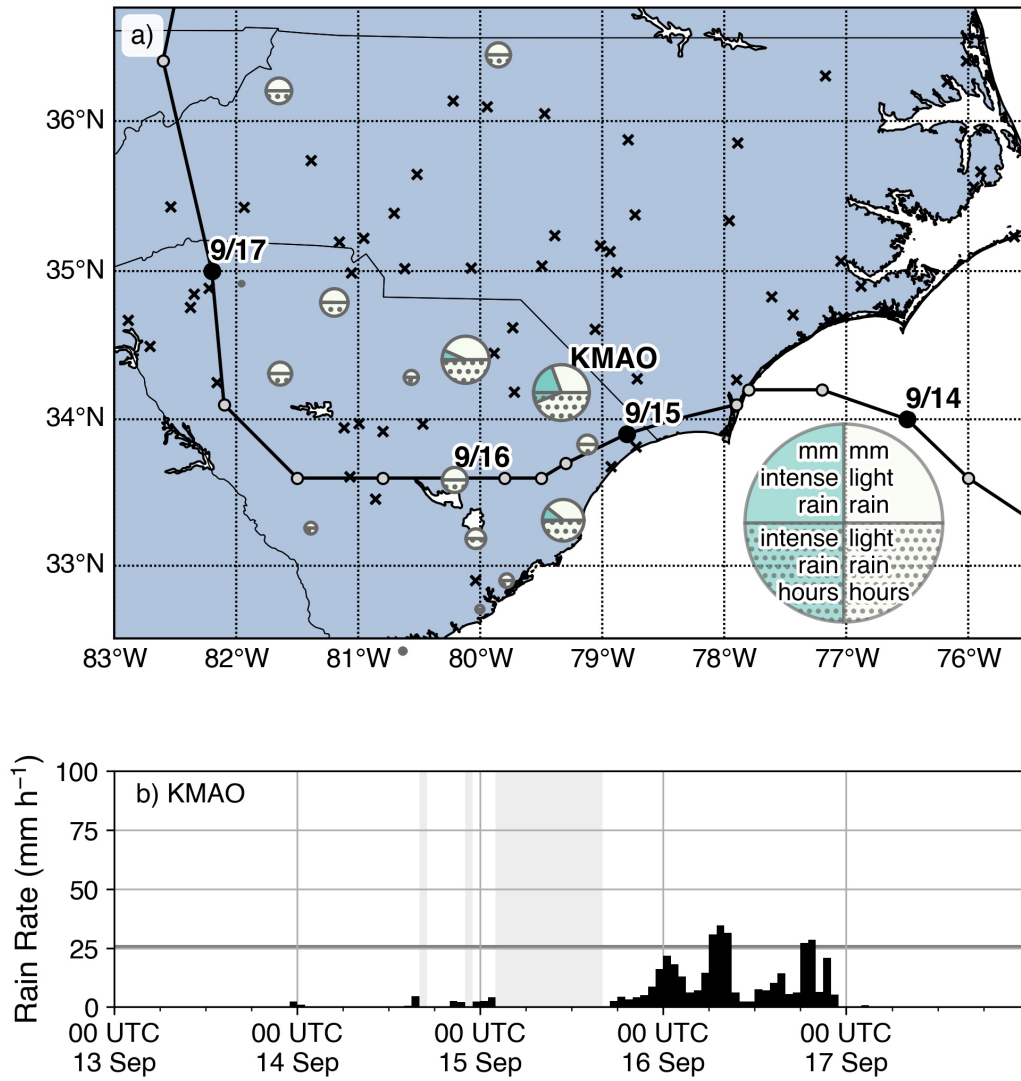 a)
36°N
35°N
34°N
33°N
9/17
KMAO
9/15
9/14
9/16
mm mm
intense light
rain rain
intense light
rain rain
hours hours
83°W 82°W 81°W 80°W 79°W 78°W 77°W 76°W
b) KMAO
Rain Rate (mm h⁻¹)
100
75
50
25
0
00 UTC 00 UTC 00 UTC 00 UTC 00 UTC
13 Sep 14 Sep 15 Sep 16 Sep 17 Sep